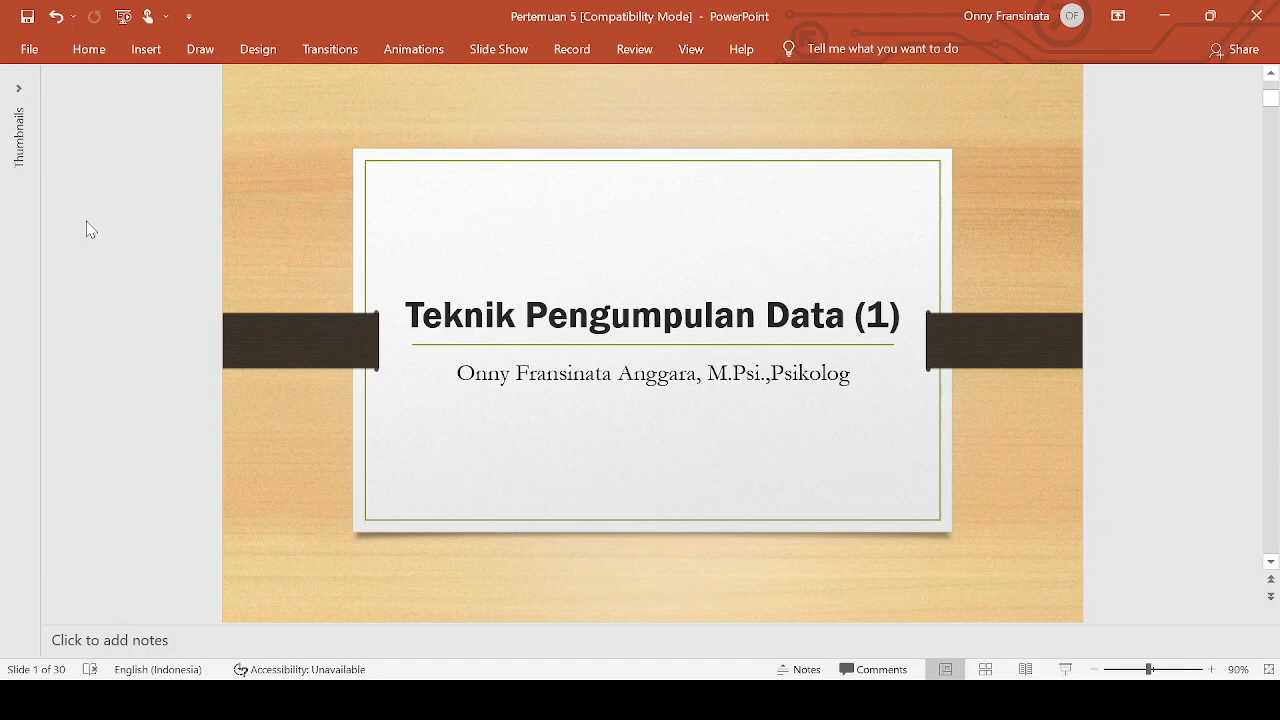 Pertemuan 5 [Compatibility Mode] - PowerPoint
Onny Fransinata
OF
File Home Insert Draw Design Transitions Animations Slide Show Record Review View Help Tell me what you want to do Share
Thumbnails
Teknik Pengumpulan Data (1)
Onny Fransinata Anggara, M.Psi.,Psikolog
Click to add notes
Slide 1 of 30 English (Indonesia) Accessibility: Unavailable Notes Comments 90%